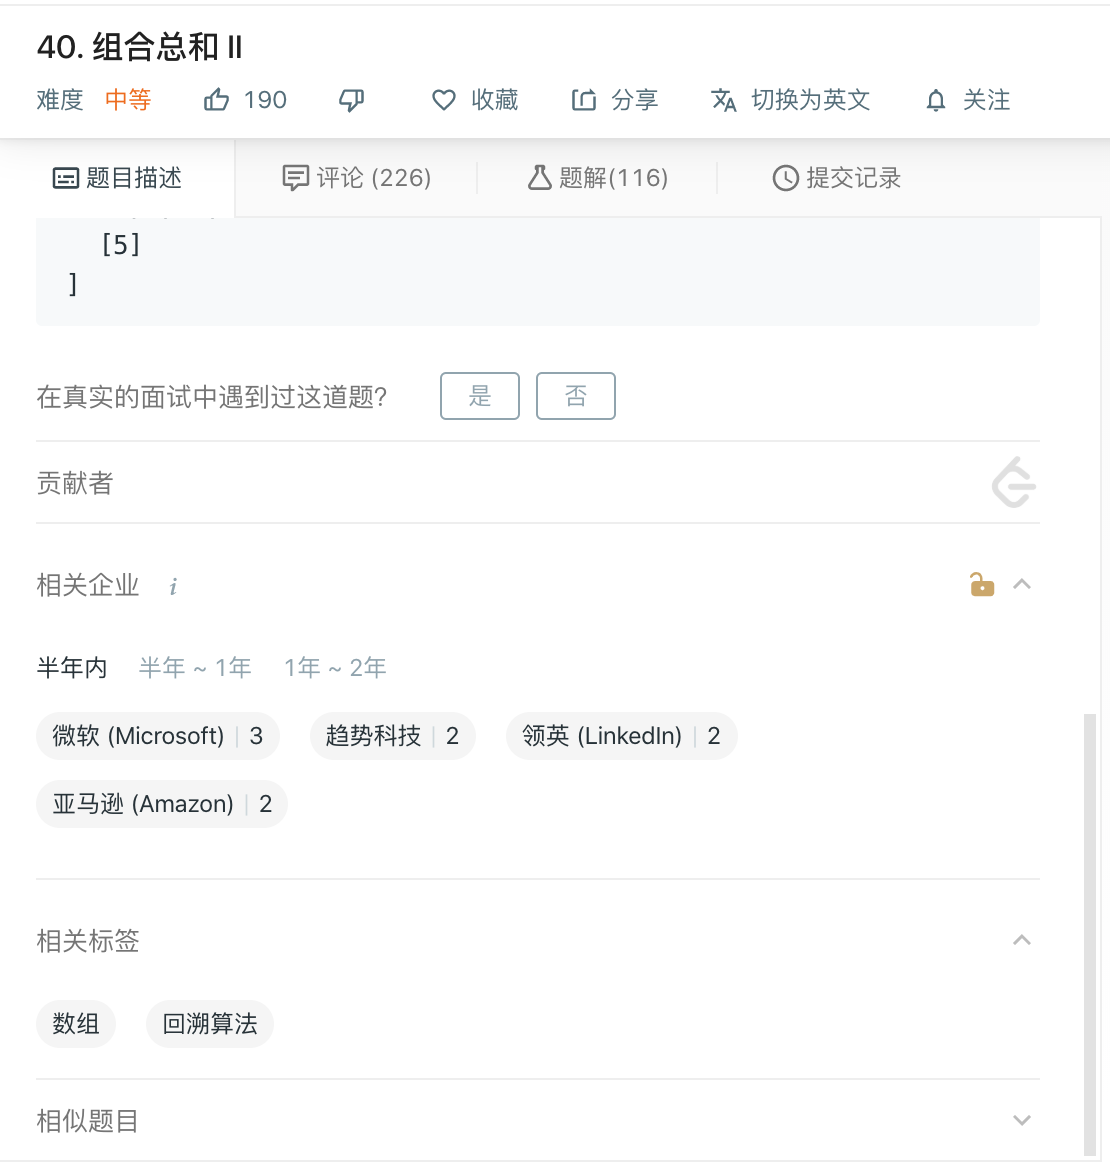 40. 组合总和 II
难度 中等 190 收藏 分享 切换为英文 关注
题目描述 评论 (226) 题解(116) 提交记录
[5]
]
在真实的面试中遇到过这道题? 是 否
贡献者
相关企业 i
半年内 半年 ~ 1年 1年 ~ 2年
微软 (Microsoft) | 3 趋势科技 | 2 领英 (LinkedIn) | 2
亚马逊 (Amazon) | 2
相关标签
数组 回溯算法
相似题目